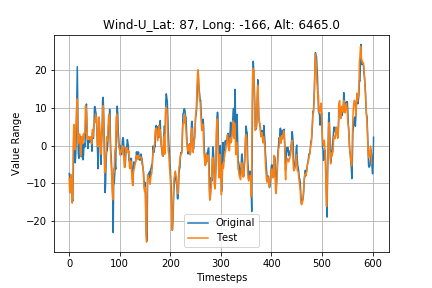 Wind-U_Lat: 87, Long: -166, Alt: 6465.0
Value Range
20
10
0
−10
−20
Original
Test
0 100 200 300 400 500 600
Timesteps